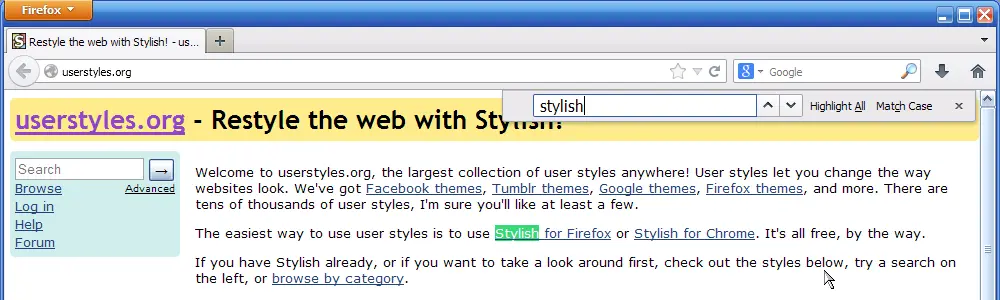 Firefox
Restyle the web with Stylish! - us...
userstyles.org
Google
stylish
Highlight All
Match Case
userstyles.org - Restyle the web with Stylish!
Search
→
Browse
Advanced
Log in
Help
Forum
Welcome to userstyles.org, the largest collection of user styles anywhere! User styles let you change the way
websites look. We've got Facebook themes, Tumblr themes, Google themes, Firefox themes, and more. There are
tens of thousands of user styles, I'm sure you'll like at least a few.
The easiest way to use user styles is to use Stylish for Firefox or Stylish for Chrome. It's all free, by the way.
If you have Stylish already, or if you want to take a look around first, check out the styles below, try a search on
the left, or browse by category.